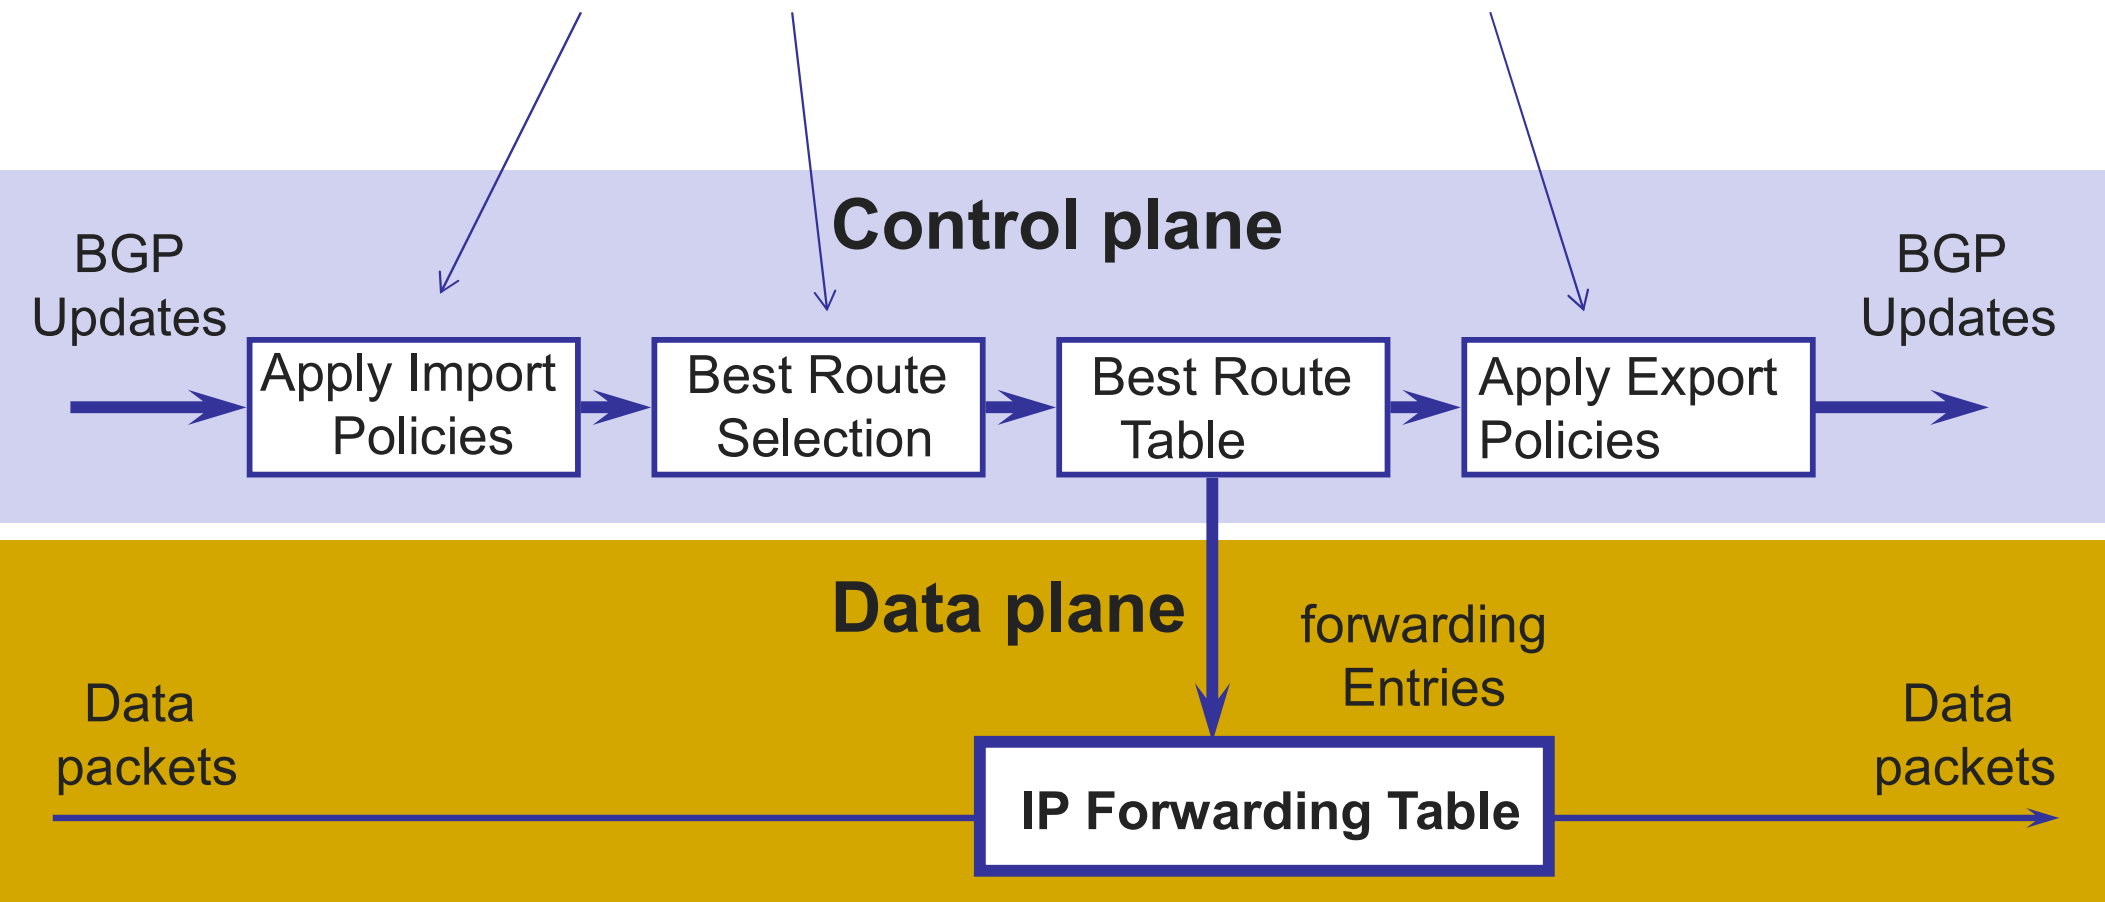 Control plane
BGP
Updates
Apply Import
Policies
Best Route
Selection
Best Route
Table
Apply Export
Policies
BGP
Updates
Data plane
forwarding
Entries
Data
packets
IP Forwarding Table
Data
packets